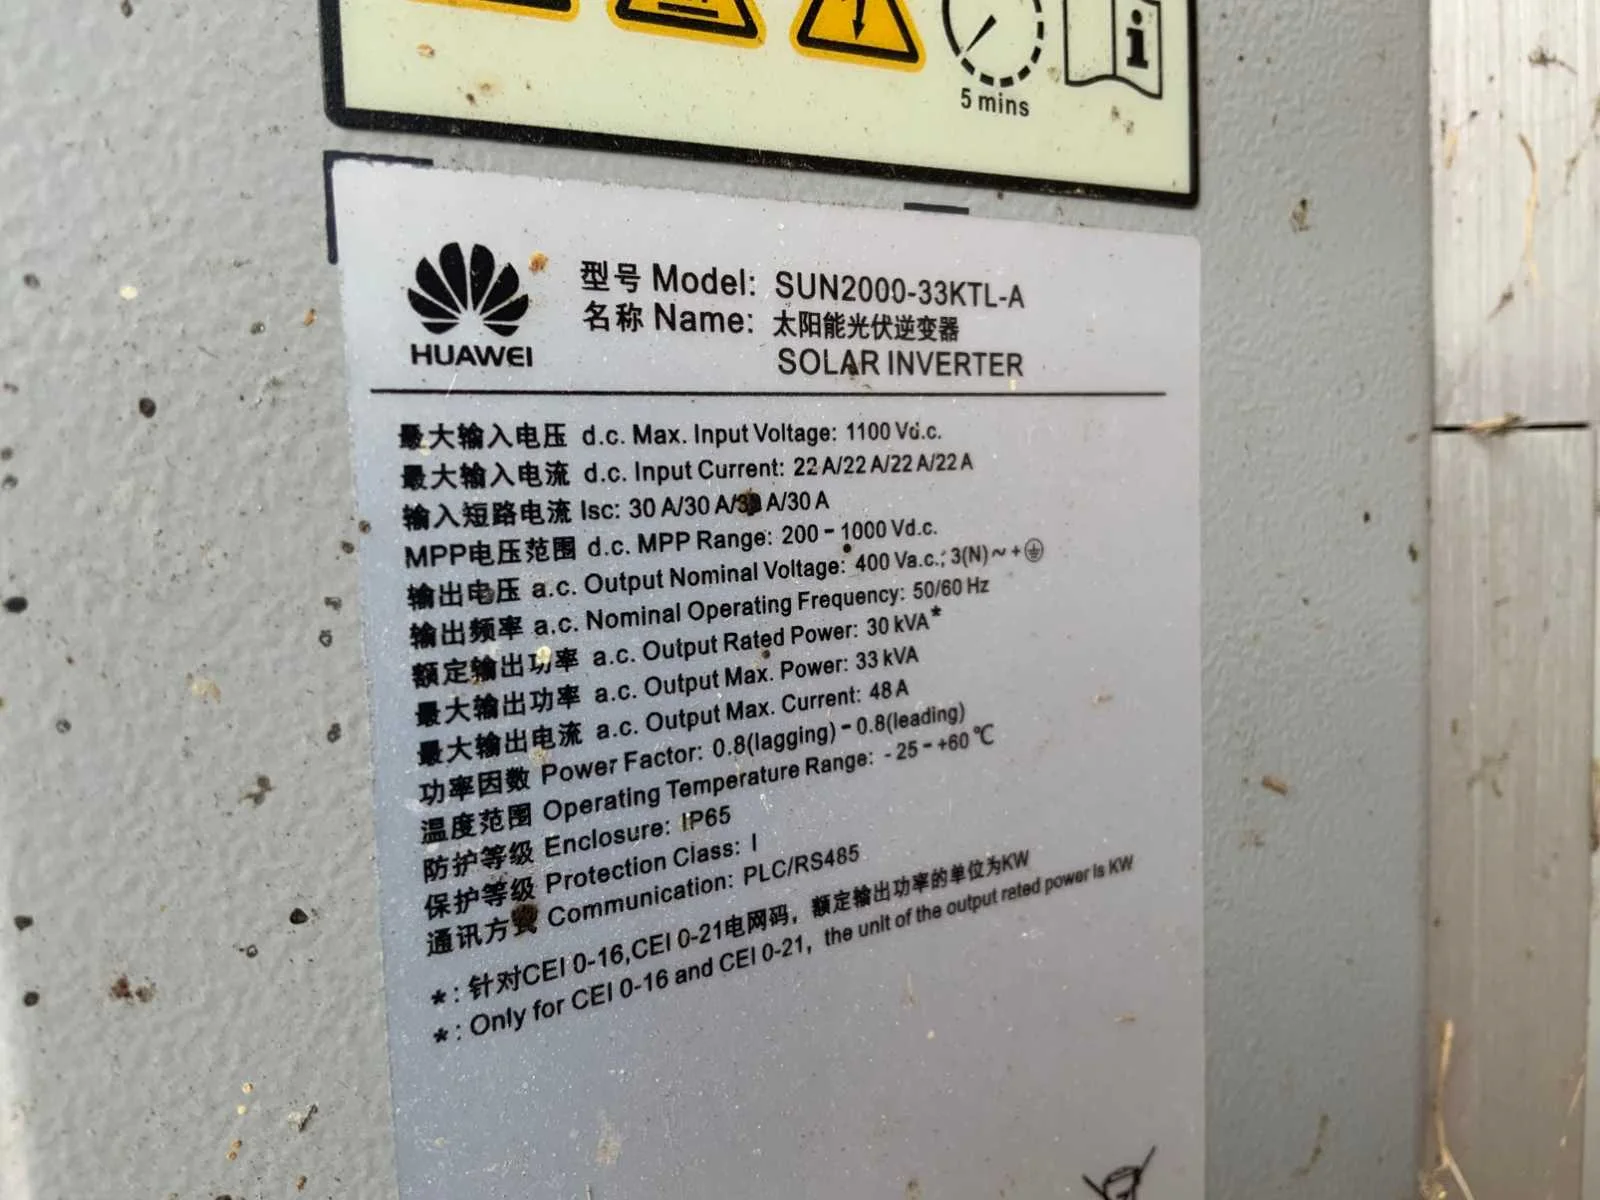 5 mins
HUAWEI
型号 Model: SUN2000-33KTL-A
名称 Name: 太阳能光伏逆变器
SOLAR INVERTER
最大输入电压 d.c. Max. Input Voltage: 1100 Vd.c.
最大输入电流 d.c. Input Current: 22 A/22 A/22 A/22 A
输入短路电流 Isc: 30 A/30 A/30 A/30 A
MPP电压范围 d.c. MPP Range: 200 - 1000 Vd.c.
输出电压 a.c. Output Nominal Voltage: 400 Va.c.; 3(N)~ + ⏚
输出频率 a.c. Nominal Operating Frequency: 50/60 Hz
额定输出功率 a.c. Output Rated Power: 30 kVA*
最大输出功率 a.c. Output Max. Power: 33 kVA
最大输出电流 a.c. Output Max. Current: 48 A
功率因数 Power Factor: 0.8(lagging) - 0.8(leading)
温度范围 Operating Temperature Range: - 25 - +60 ℃
防护等级 Enclosure: IP65
保护等级 Protection Class: I
通讯方式 Communication: PLC/RS485
*: 针对CEI 0-16,CEI 0-21电网码，额定输出功率的单位为KW
*: Only for CEI 0-16 and CEI 0-21，the unit of the output rated power is KW